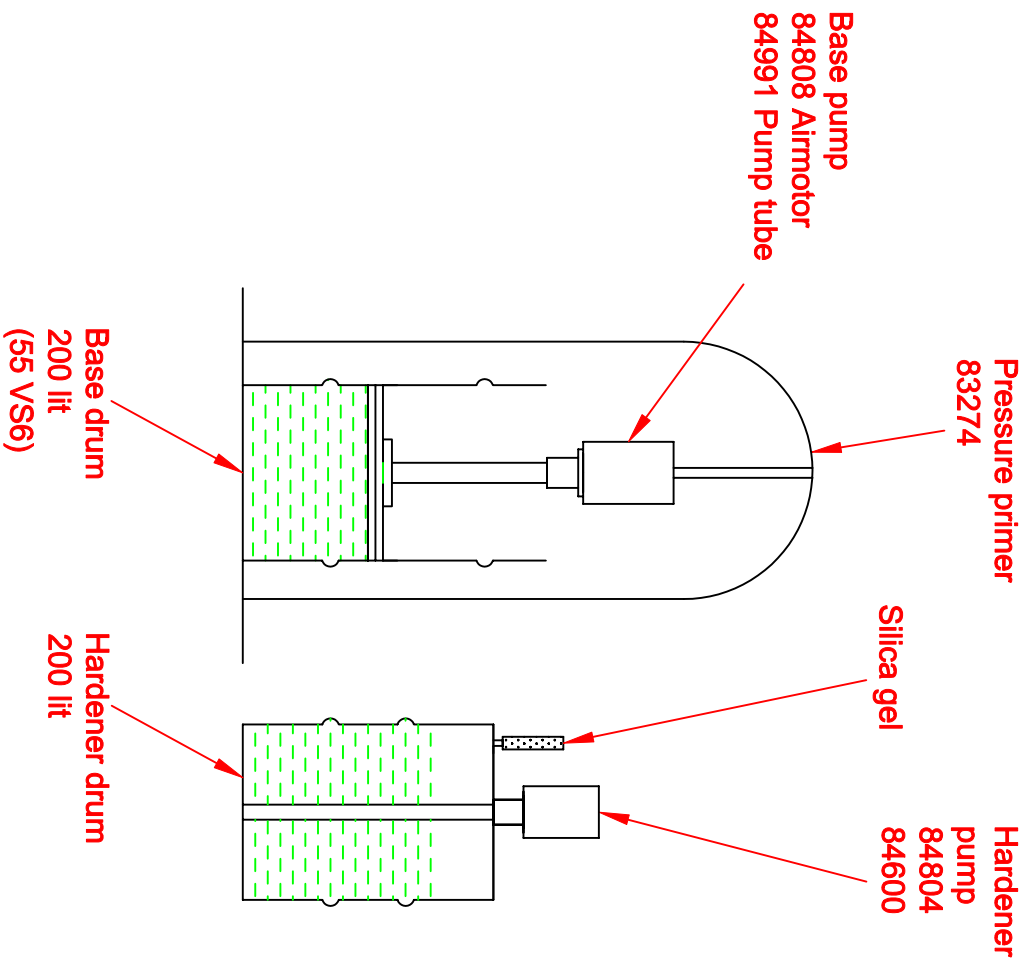 Pressure primer
83274
Base pump
84808 Airmotor
84991 Pump tube
Silica gel
Hardener
pump
84804
84600
Base drum
200 lit
(55 VS6)
Hardener drum
200 lit